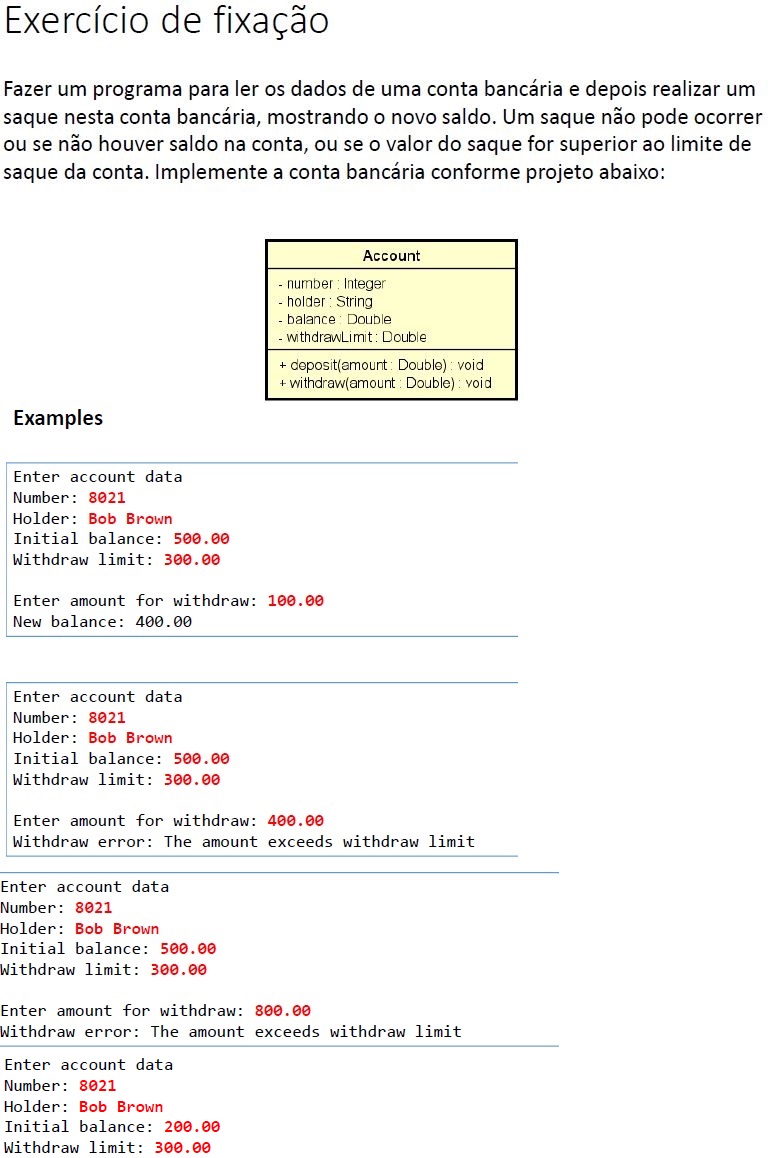 Exercício de fixação
Fazer um programa para ler os dados de uma conta bancária e depois realizar um
saque nesta conta bancária, mostrando o novo saldo. Um saque não pode ocorrer
ou se não houver saldo na conta, ou se o valor do saque for superior ao limite de
saque da conta. Implemente a conta bancária conforme projeto abaixo:
Account
- number : Integer
- holder : String
- balance : Double
- withdrawLimit : Double
+ deposit(amount : Double) : void
+ withdraw(amount : Double) : void
Examples
Enter account data
Number: 8021
Holder: Bob Brown
Initial balance: 500.00
Withdraw limit: 300.00
Enter amount for withdraw: 100.00
New balance: 400.00
Enter account data
Number: 8021
Holder: Bob Brown
Initial balance: 500.00
Withdraw limit: 300.00
Enter amount for withdraw: 400.00
Withdraw error: The amount exceeds withdraw limit
Enter account data
Number: 8021
Holder: Bob Brown
Initial balance: 500.00
Withdraw limit: 300.00
Enter amount for withdraw: 800.00
Withdraw error: The amount exceeds withdraw limit
Enter account data
Number: 8021
Holder: Bob Brown
Initial balance: 200.00
Withdraw limit: 300.00